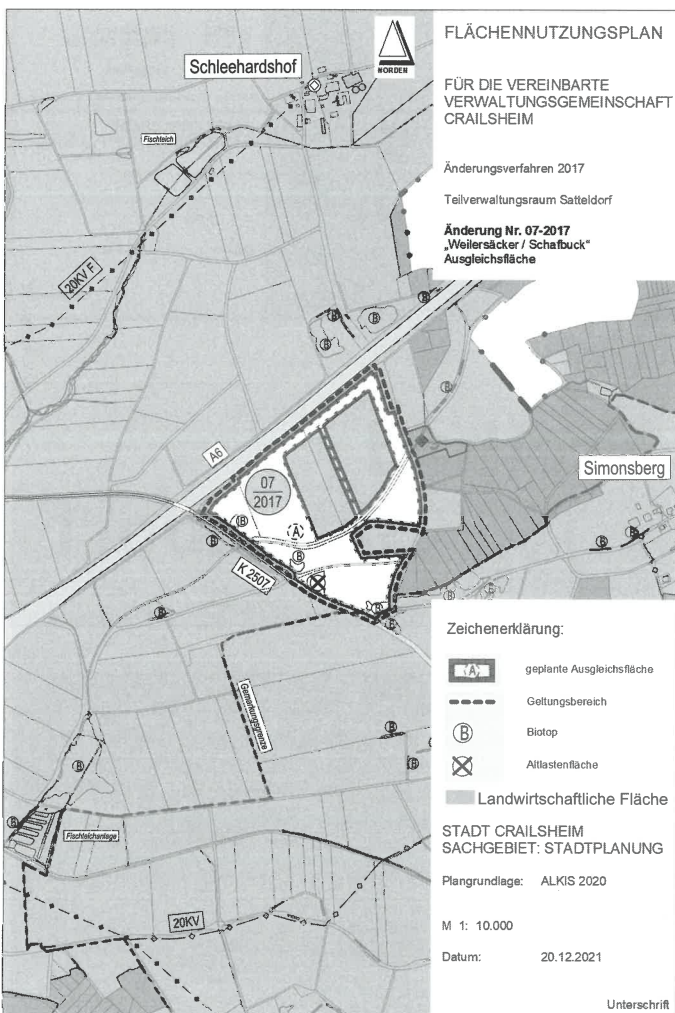 FLÄCHENNUTZUNGSPLAN
FÜR DIE VEREINBARTE
VERWALTUNGSGEMEINSCHAFT
CRAILSHEIM
Änderungsverfahren 2017
Teilverwaltungsraum Satteldorf
Änderung Nr. 07-2017
„Weilersäcker / Schafbuck“
Ausgleichsfläche
NORDEN
Schleehardshof
Fischteich
20KV F
B
B
B
B
A6
Simonsberg
07
2017
B
A
B
B
B
K 2507
B
B
B
B
Gemarkungsgrenze
B
B
B
B
B
Fischteichanlage
20KV
Zeichenerklärung:
A geplante Ausgleichsfläche
Geltungsbereich
B Biotop
Altlastenfläche
Landwirtschaftliche Fläche
STADT CRAILSHEIM
SACHGEBIET: STADTPLANUNG
Plangrundlage: ALKIS 2020
M 1: 10.000
Datum: 20.12.2021
Unterschrift